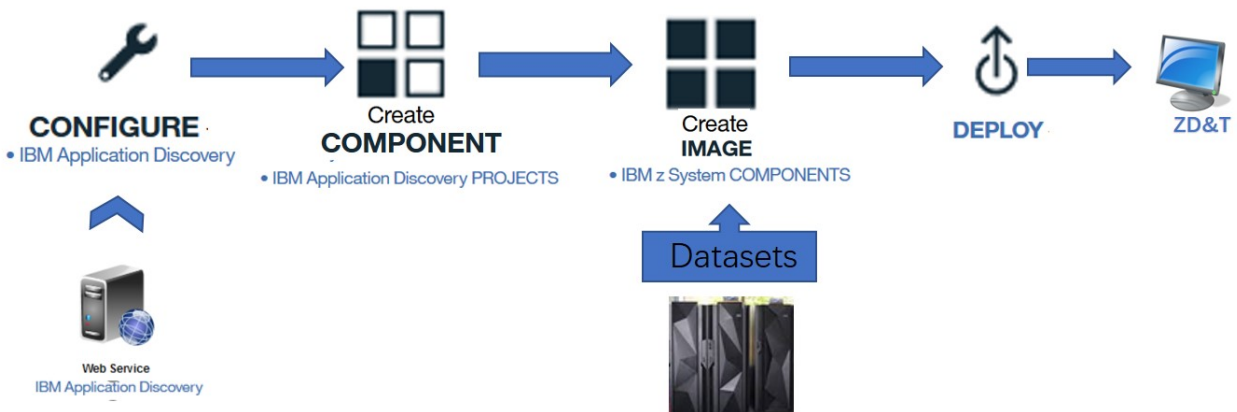 CONFIGURE
• IBM Application Discovery
Create
COMPONENT
• IBM Application Discovery PROJECTS
Create
IMAGE
• IBM z System COMPONENTS
DEPLOY
ZD&T
Datasets
Web Service
IBM Application Discovery